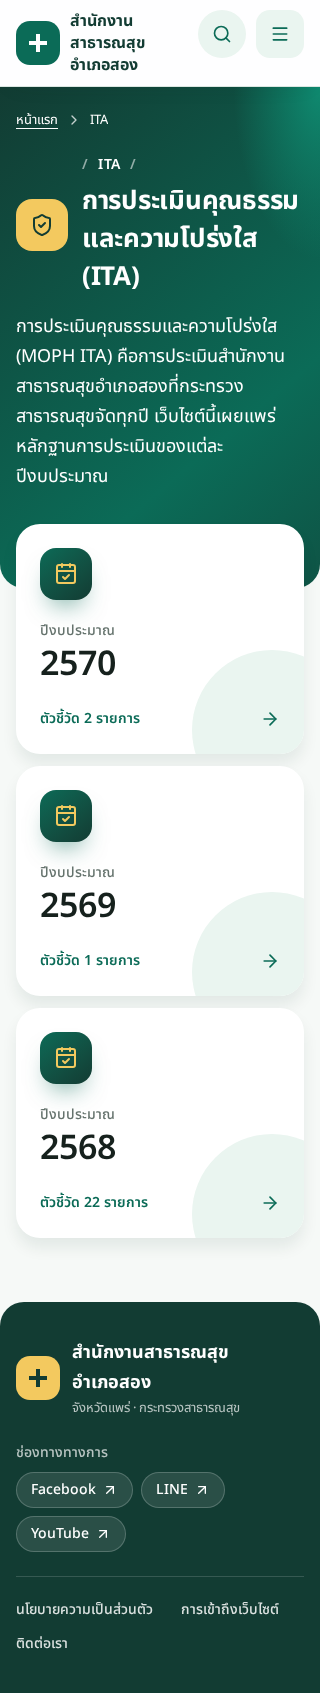 สำนักงาน
สาธารณสุข
อำเภอสอง
หน้าแรก > ITA
/ ITA /
การประเมินคุณธรรม
และความโปร่งใส
(ITA)
การประเมินคุณธรรมและความโปร่งใส
(MOPH ITA) คือการประเมินสำนักงาน
สาธารณสุขอำเภอสองที่กระทรวง
สาธารณสุขจัดทุกปี เว็บไซต์นี้เผยแพร่
หลักฐานการประเมินของแต่ละ
ปีงบประมาณ
ปีงบประมาณ
2570
ตัวชี้วัด 2 รายการ
ปีงบประมาณ
2569
ตัวชี้วัด 1 รายการ
ปีงบประมาณ
2568
ตัวชี้วัด 22 รายการ
สำนักงานสาธารณสุข
อำเภอสอง
จังหวัดแพร่ · กระทรวงสาธารณสุข
ช่องทางทางการ
Facebook
LINE
YouTube
นโยบายความเป็นส่วนตัว การเข้าถึงเว็บไซต์
ติดต่อเรา